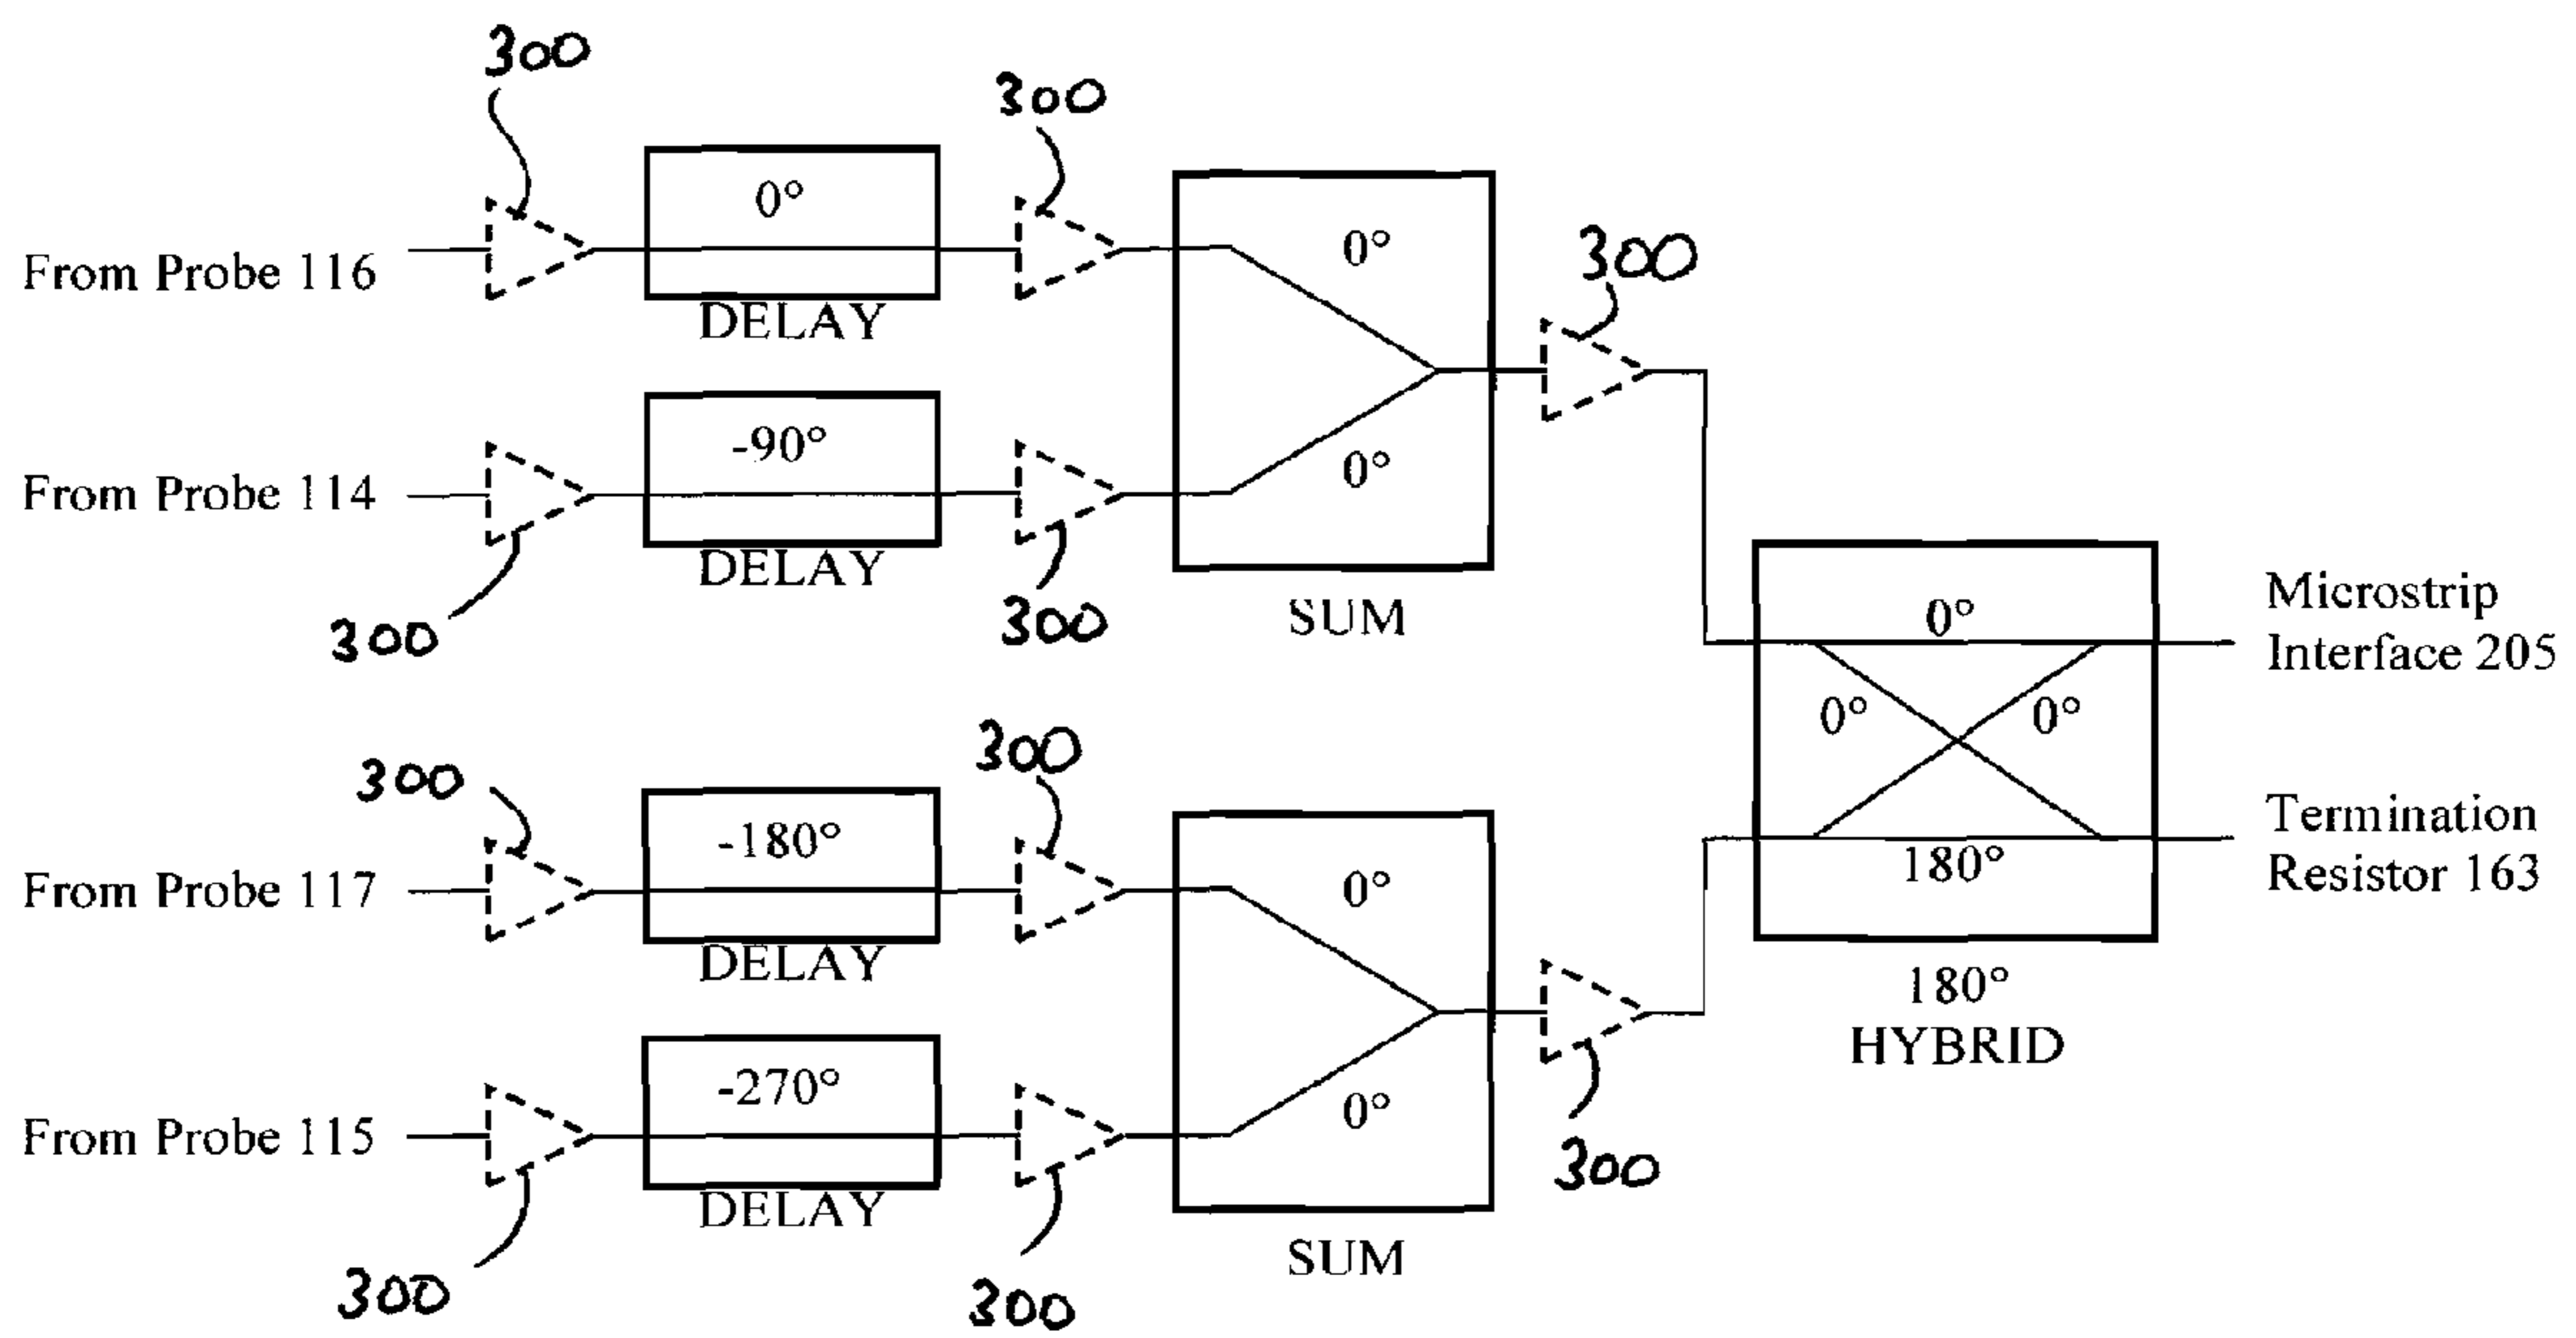 300
300
0°
From Probe 116
DELAY
0°
300
-90°
From Probe 114
DELAY
0°
300
300
SUM
0°
Microstrip
Interface 205
0°
0°
300
300
-180°
From Probe 117
DELAY
0°
180°
Termination
Resistor 163
180°
HYBRID
-270°
From Probe 115
DELAY
0°
300
300
300
SUM